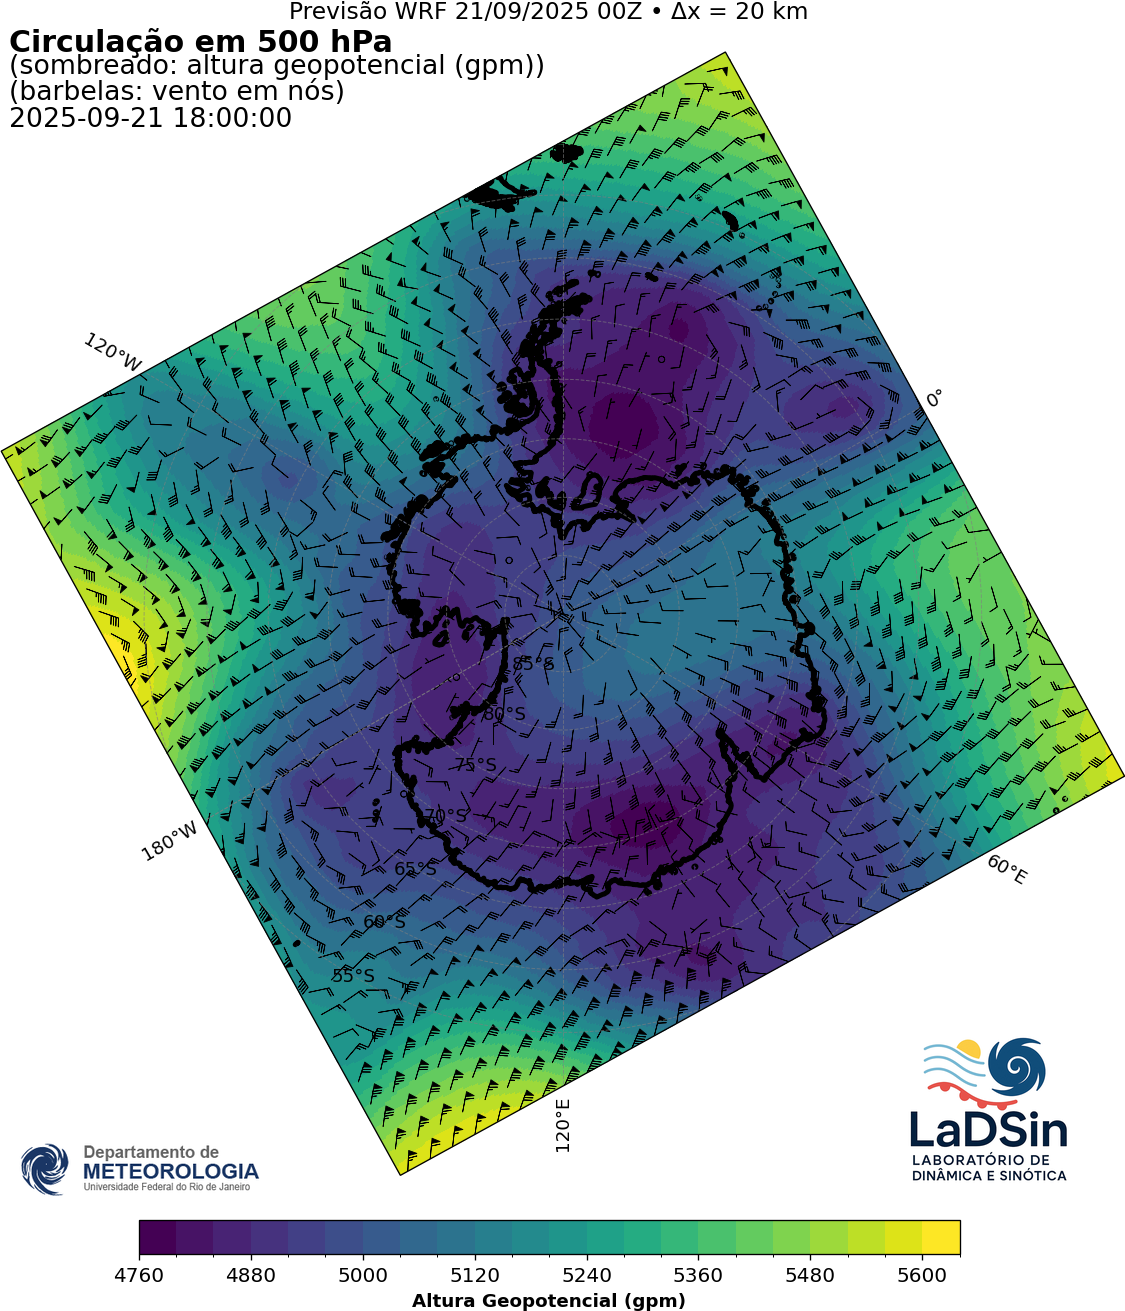 Previsão WRF 21/09/2025 00Z • Δx = 20 km
Circulação em 500 hPa
(sombreado: altura geopotencial (gpm))
(barbelas: vento em nós)
2025-09-21 18:00:00
120°W
0°
85°S
80°S
75°S
70°S
180°W
65°S
60°E
60°S
55°S
120°E
LaDSin
LABORATÓRIO DE
DINÂMICA E SINÓTICA
Departamento de
METEOROLOGIA
Universidade Federal do Rio de Janeiro
4760 4880 5000 5120 5240 5360 5480 5600
Altura Geopotencial (gpm)